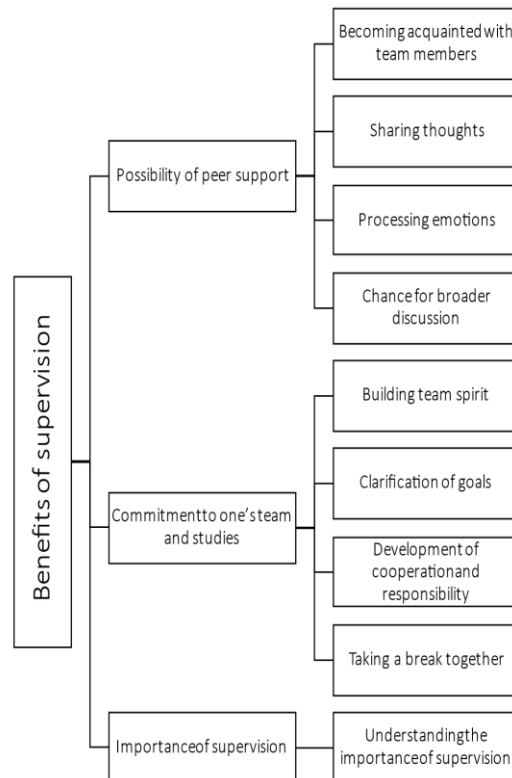 Benefits of supervision
Possibility of peer support
Becoming acquainted with
team members
Sharing thoughts
Processing emotions
Chance for broader
discussion
Commitment to one's team
and studies
Building team spirit
Clarification of goals
Development of
cooperation and
responsibility
Taking a break together
Importance of supervision
Understanding the
importance of supervision